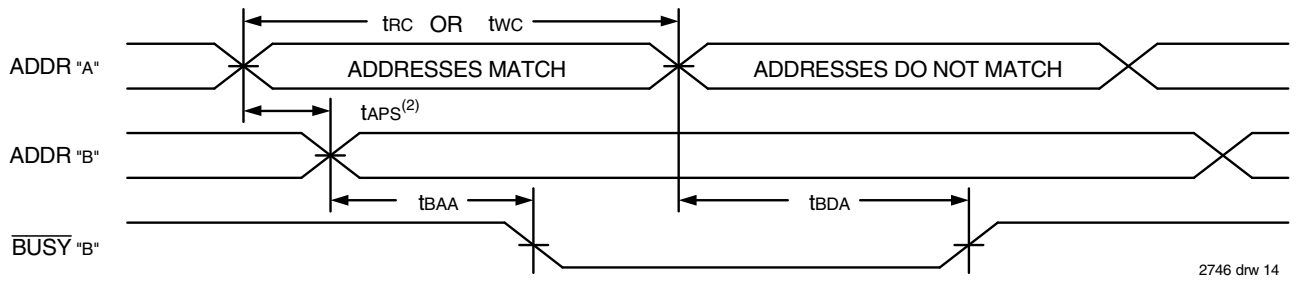 tRC OR tWC
ADDR "A"
ADDRESSES MATCH
ADDRESSES DO NOT MATCH
tAPS(2)
ADDR "B"
tBAA
tBDA
BUSY "B"
2746 drw 14